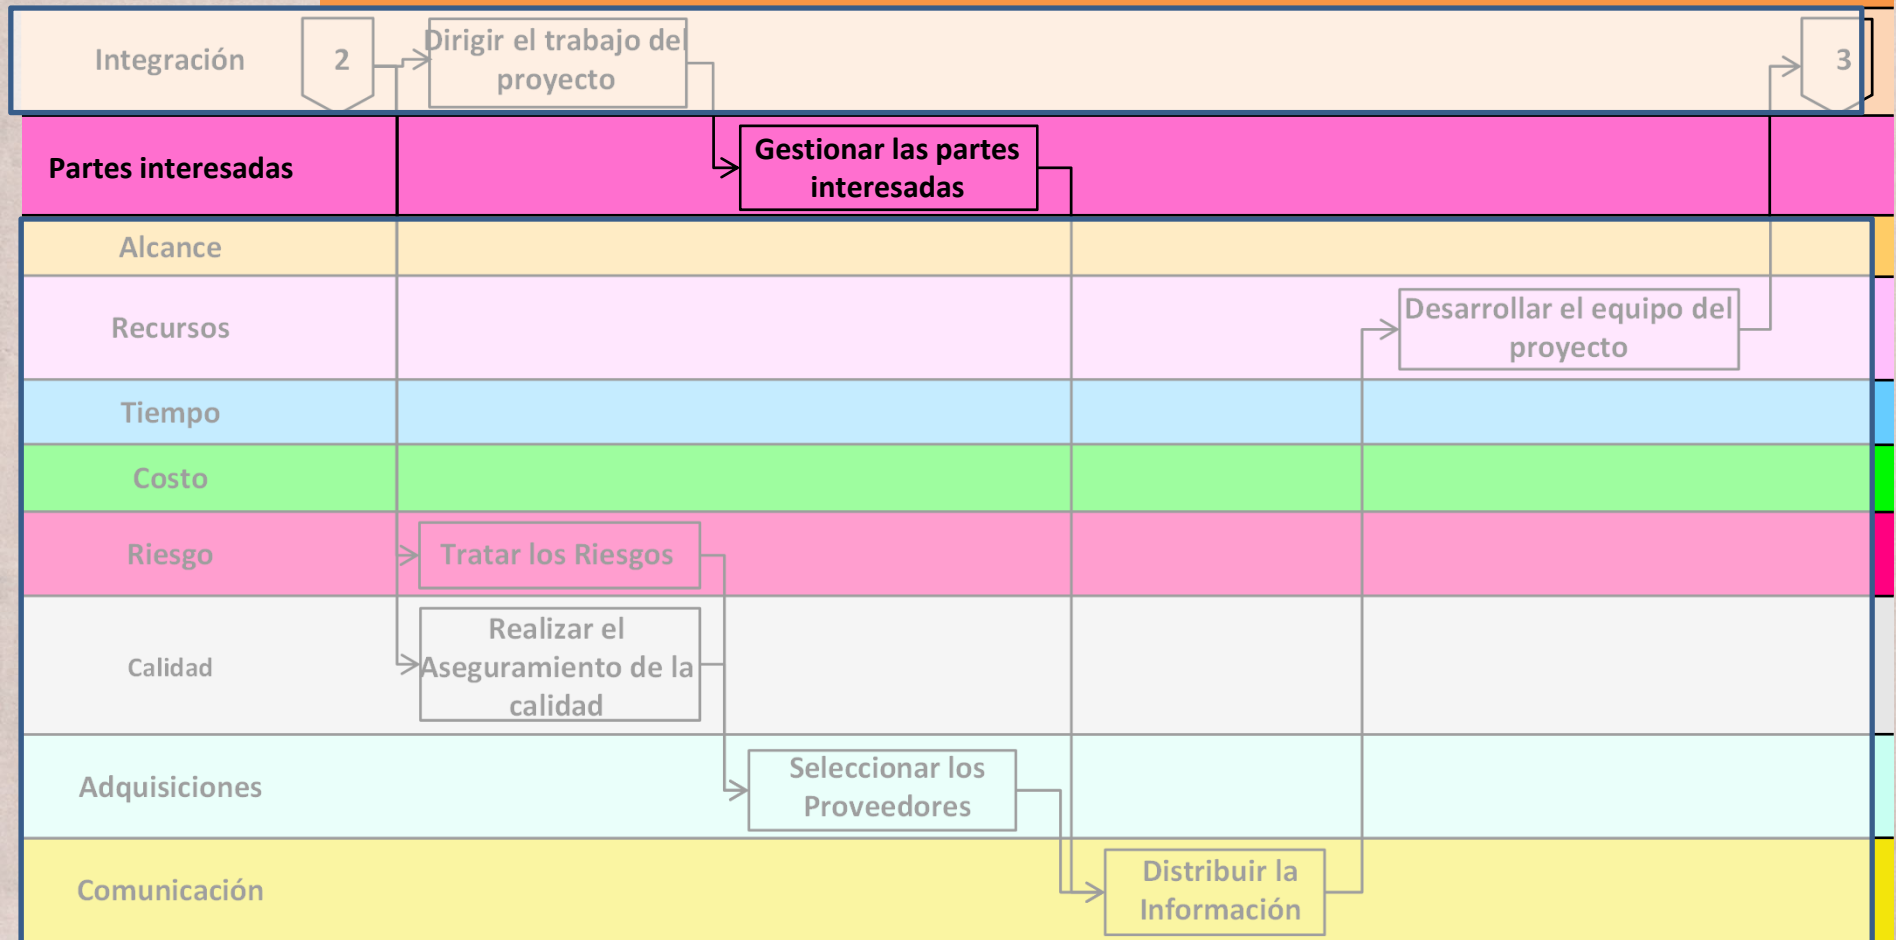 Integración
2
Dirigir el trabajo del
proyecto
3
Partes interesadas
Gestionar las partes
interesadas
Alcance
Recursos
Desarrollar el equipo del
proyecto
Tiempo
Costo
Riesgo
Tratar los Riesgos
Calidad
Realizar el
Aseguramiento de la
calidad
Adquisiciones
Seleccionar los
Proveedores
Comunicación
Distribuir la
Información